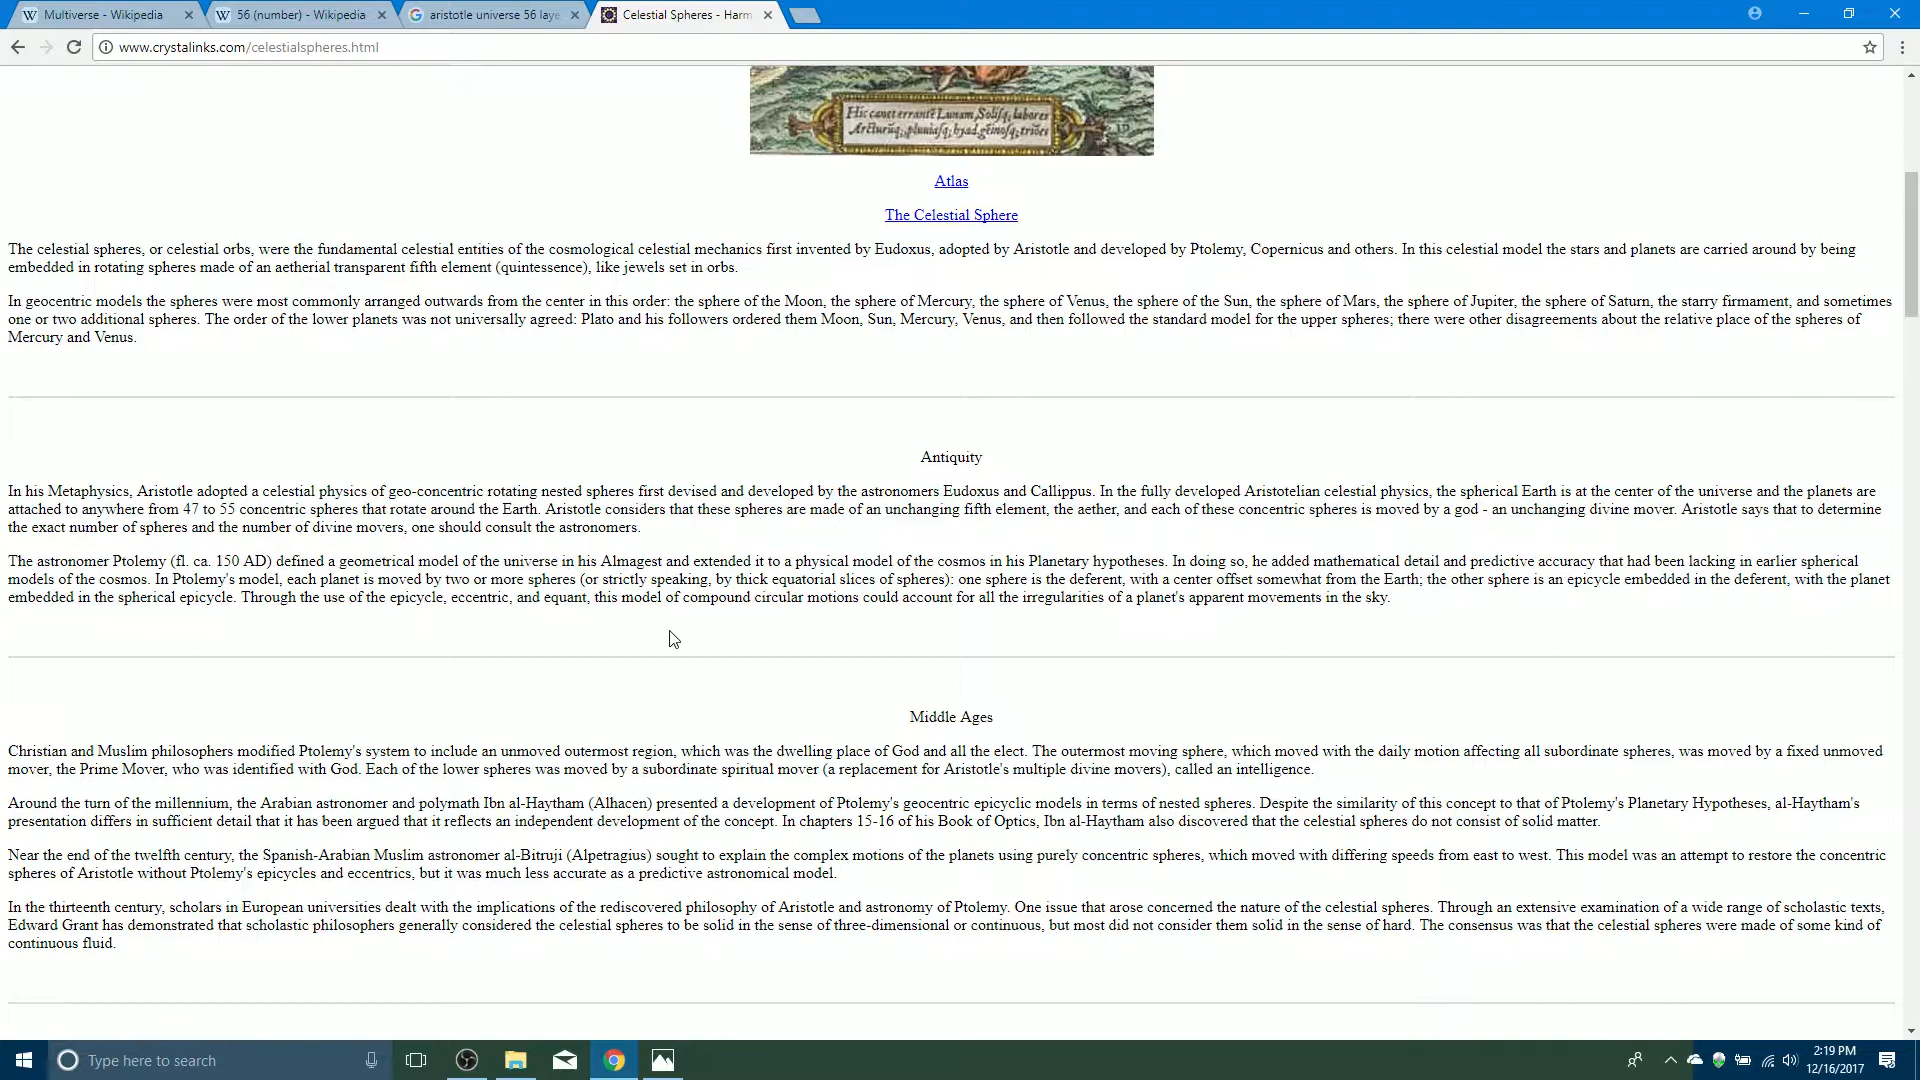 Multiverse - Wikipedia
56 (number) - Wikipedia
aristotle universe 56 laye
Celestial Spheres - Harm
www.crystalinks.com/celestialspheres.html
Atlas
The Celestial Sphere
The celestial spheres, or celestial orbs, were the fundamental celestial entities of the cosmological celestial mechanics first invented by Eudoxus, adopted by Aristotle and developed by Ptolemy, Copernicus and others. In this celestial model the stars and planets are carried around by being
embedded in rotating spheres made of an aetherial transparent fifth element (quintessence), like jewels set in orbs.
In geocentric models the spheres were most commonly arranged outwards from the center in this order: the sphere of the Moon, the sphere of Mercury, the sphere of Venus, the sphere of the Sun, the sphere of Mars, the sphere of Jupiter, the sphere of Saturn, the starry firmament, and sometimes
one or two additional spheres. The order of the lower planets was not universally agreed: Plato and his followers ordered them Moon, Sun, Mercury, Venus, and then followed the standard model for the upper spheres; there were other disagreements about the relative place of the spheres of
Mercury and Venus.
Antiquity
In his Metaphysics, Aristotle adopted a celestial physics of geo-concentric rotating nested spheres first devised and developed by the astronomers Eudoxus and Callippus. In the fully developed Aristotelian celestial physics, the spherical Earth is at the center of the universe and the planets are
attached to anywhere from 47 to 55 concentric spheres that rotate around the Earth. Aristotle considers that these spheres are made of an unchanging fifth element, the aether, and each of these concentric spheres is moved by a god - an unchanging divine mover. Aristotle says that to determine
the exact number of spheres and the number of divine movers, one should consult the astronomers.
The astronomer Ptolemy (fl. ca. 150 AD) defined a geometrical model of the universe in his Almagest and extended it to a physical model of the cosmos in his Planetary hypotheses. In doing so, he added mathematical detail and predictive accuracy that had been lacking in earlier spherical
models of the cosmos. In Ptolemy's model, each planet is moved by two or more spheres (or strictly speaking, by thick equatorial slices of spheres): one sphere is the deferent, with a center offset somewhat from the Earth; the other sphere is an epicycle embedded in the deferent, with the planet
embedded in the spherical epicycle. Through the use of the epicycle, eccentric, and equant, this model of compound circular motions could account for all the irregularities of a planet's apparent movements in the sky.
Middle Ages
Christian and Muslim philosophers modified Ptolemy's system to include an unmoved outermost region, which was the dwelling place of God and all the elect. The outermost moving sphere, which moved with the daily motion affecting all subordinate spheres, was moved by a fixed unmoved
mover, the Prime Mover, who was identified with God. Each of the lower spheres was moved by a subordinate spiritual mover (a replacement for Aristotle's multiple divine movers), called an intelligence.
Around the turn of the millennium, the Arabian astronomer and polymath Ibn al-Haytham (Alhacen) presented a development of Ptolemy's geocentric epicyclic models in terms of nested spheres. Despite the similarity of this concept to that of Ptolemy's Planetary Hypotheses, al-Haytham's
presentation differs in sufficient detail that it has been argued that it reflects an independent development of the concept. In chapters 15-16 of his Book of Optics, Ibn al-Haytham also discovered that the celestial spheres do not consist of solid matter.
Near the end of the twelfth century, the Spanish-Arabian Muslim astronomer al-Bitruji (Alpetragius) sought to explain the complex motions of the planets using purely concentric spheres, which moved with differing speeds from east to west. This model was an attempt to restore the concentric
spheres of Aristotle without Ptolemy's epicycles and eccentrics, but it was much less accurate as a predictive astronomical model.
In the thirteenth century, scholars in European universities dealt with the implications of the rediscovered philosophy of Aristotle and astronomy of Ptolemy. One issue that arose concerned the nature of the celestial spheres. Through an extensive examination of a wide range of scholastic texts,
Edward Grant has demonstrated that scholastic philosophers generally considered the celestial spheres to be solid in the sense of three-dimensional or continuous, but most did not consider them solid in the sense of hard. The consensus was that the celestial spheres were made of some kind of
continuous fluid.
Type here to search
2:19 PM
12/16/2017